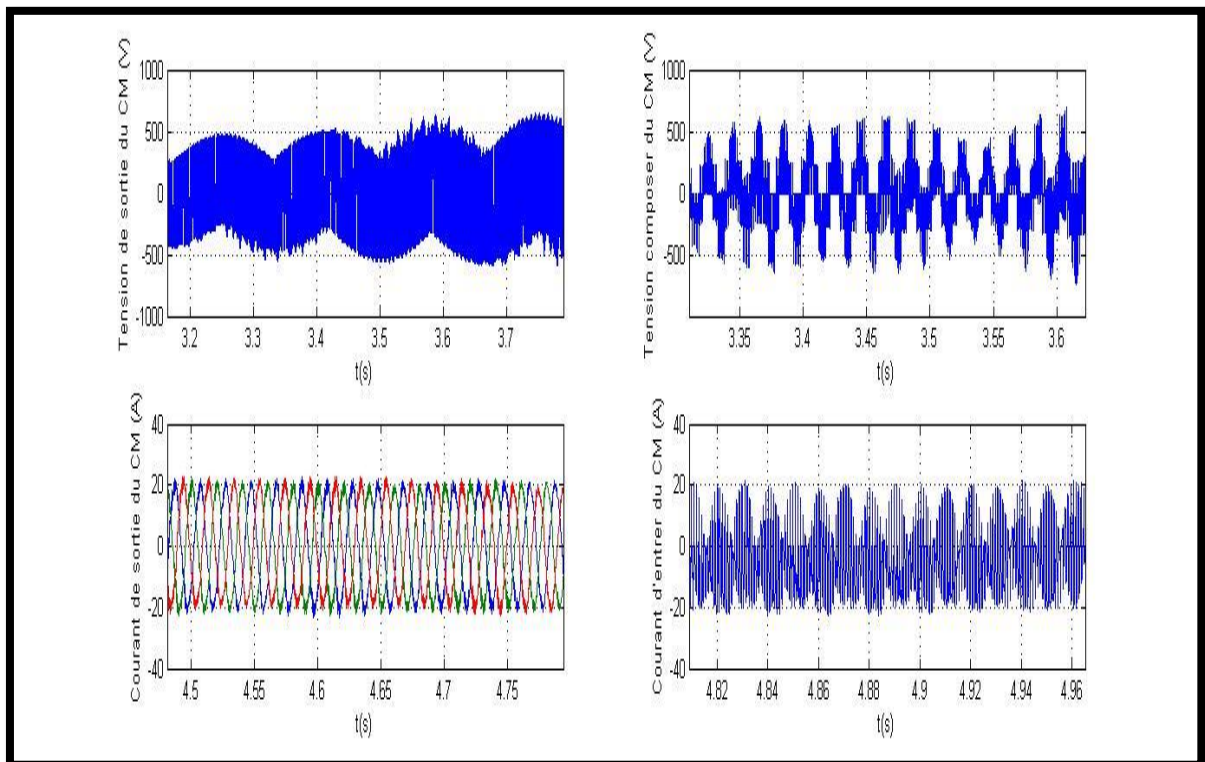 Tension de sortie du CM (V)
1000
500
0
-500
-1000
3.2 3.3 3.4 3.5 3.6 3.7
t(s)
Tension composer du CM (V)
1000
500
0
-500
3.35 3.4 3.45 3.5 3.55 3.6
t(s)
Courant de sortie du CM (A)
40
20
0
-20
-40
4.5 4.55 4.6 4.65 4.7 4.75
t(s)
Courant d'entrer du CM (A)
40
20
0
-20
-40
4.82 4.84 4.86 4.88 4.9 4.92 4.94 4.96
t(s)